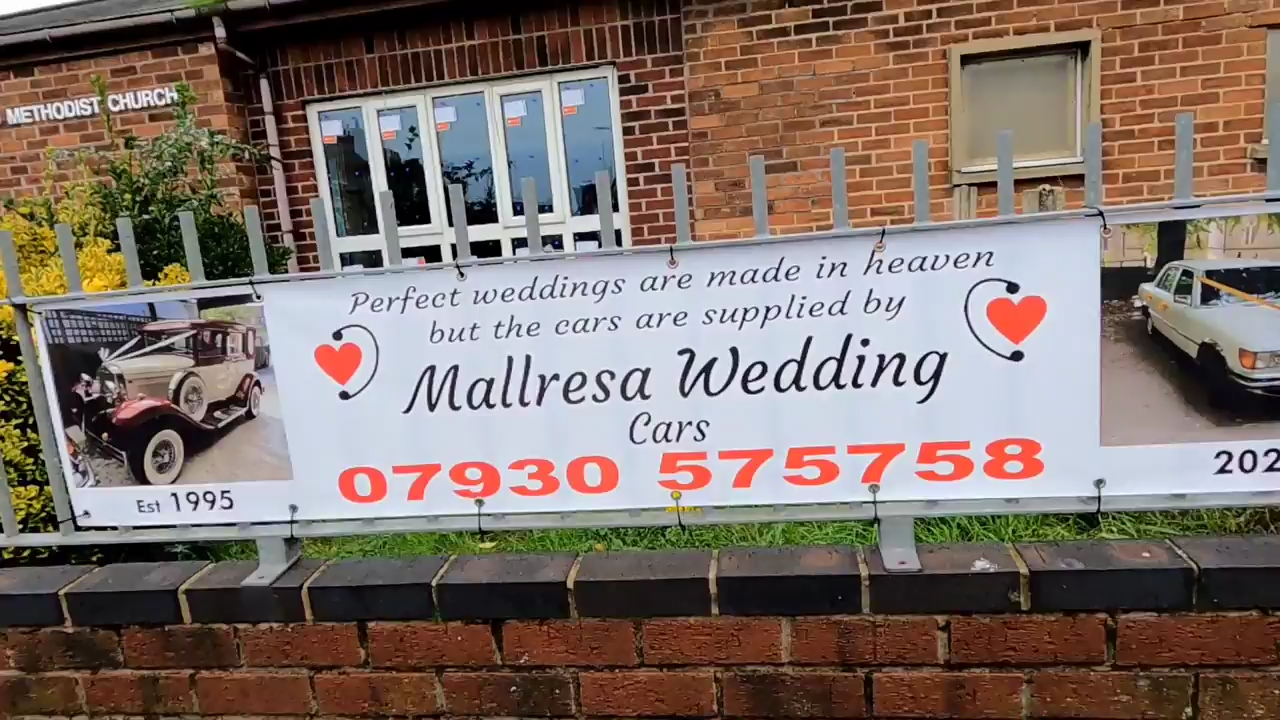 METHODIST CHURCH
Perfect weddings are made in heaven
but the cars are supplied by
Mallresa Wedding
Cars
07930 575758
Est 1995
202